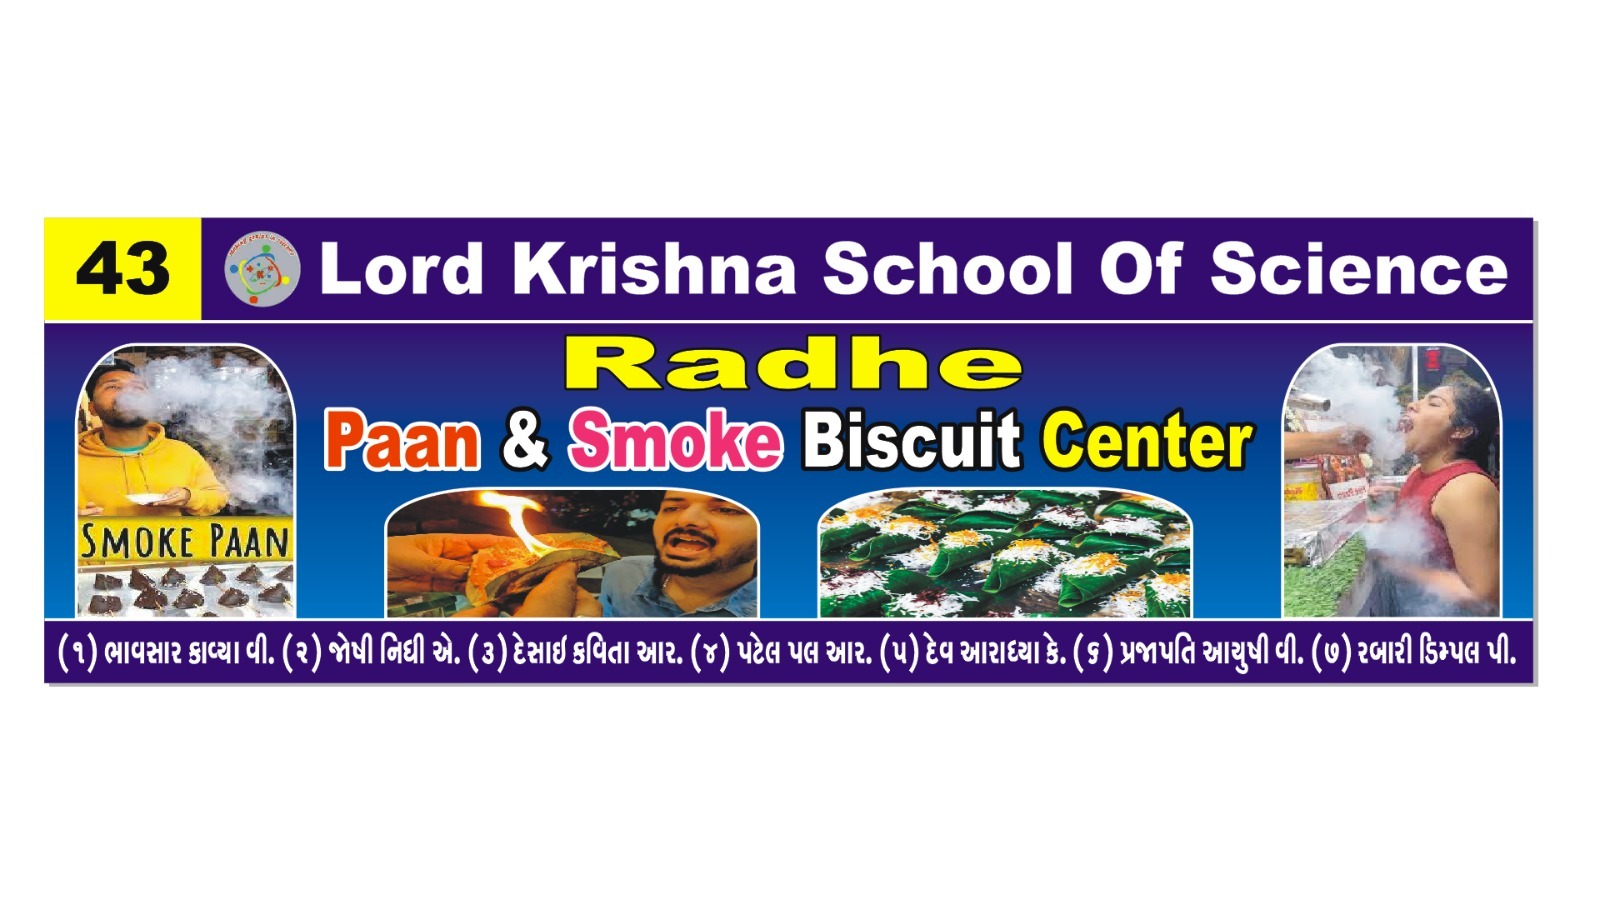 43 Lord Krishna School Of Science
Radhe
Paan & Smoke Biscuit Center
SMOKE PAAN
(૧) ભાવસાર કાવ્યા વી. (૨) જોષી નિધી એ. (૩) દેસાઇ કવિતા આર. (૪) પટેલ પલ આર. (૫) દેવ આરાધ્યા કે. (૬) પ્રજાપતિ આયુષી વી. (૭) રબારી ડિમ્પલ પી.